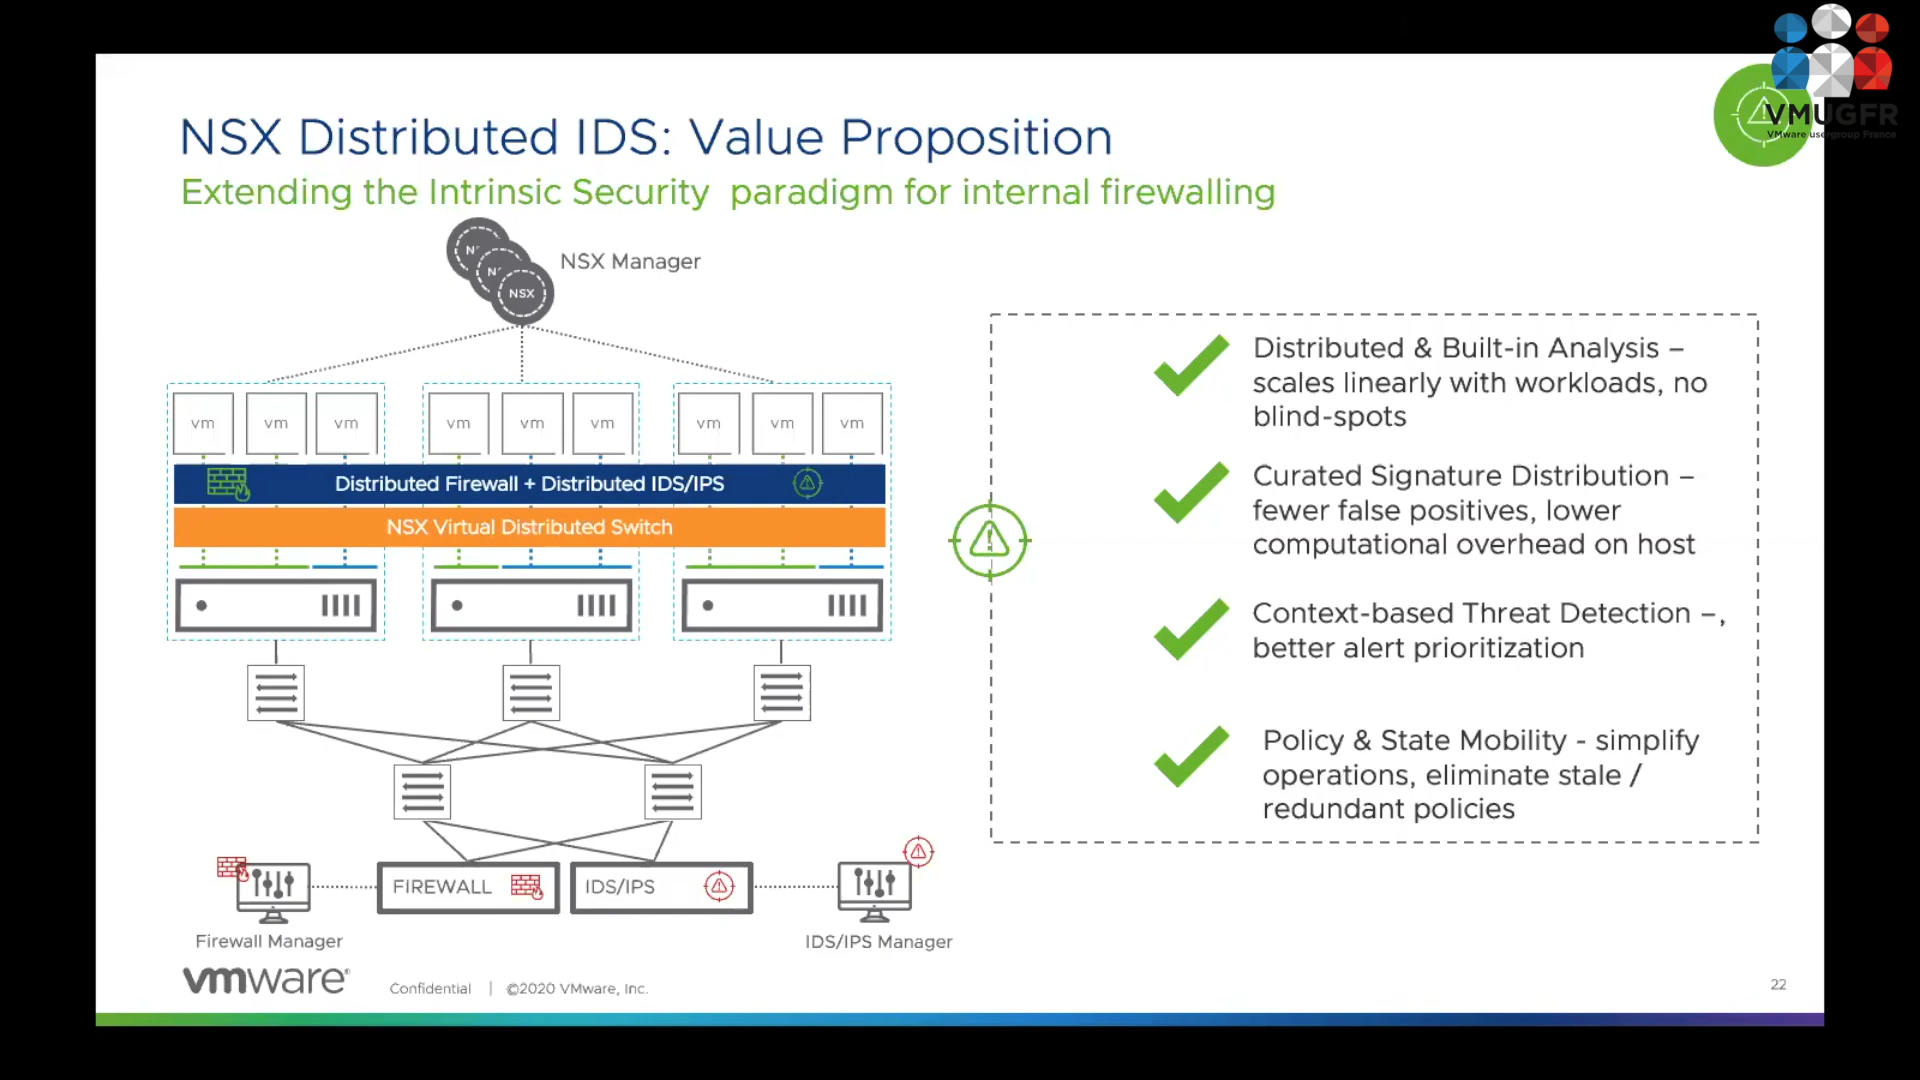 VMUGFR
VMware usergroup France
NSX Distributed IDS: Value Proposition
Extending the Intrinsic Security paradigm for internal firewalling
NSX
NSX Manager
vm vm vm vm vm vm vm vm vm
Distributed Firewall + Distributed IDS/IPS
NSX Virtual Distributed Switch
FIREWALL
IDS/IPS
Firewall Manager
IDS/IPS Manager
Distributed & Built-in Analysis –
scales linearly with workloads, no
blind-spots
Curated Signature Distribution –
fewer false positives, lower
computational overhead on host
Context-based Threat Detection –,
better alert prioritization
Policy & State Mobility - simplify
operations, eliminate stale /
redundant policies
vmware®
Confidential | ©2020 VMware, Inc.
22